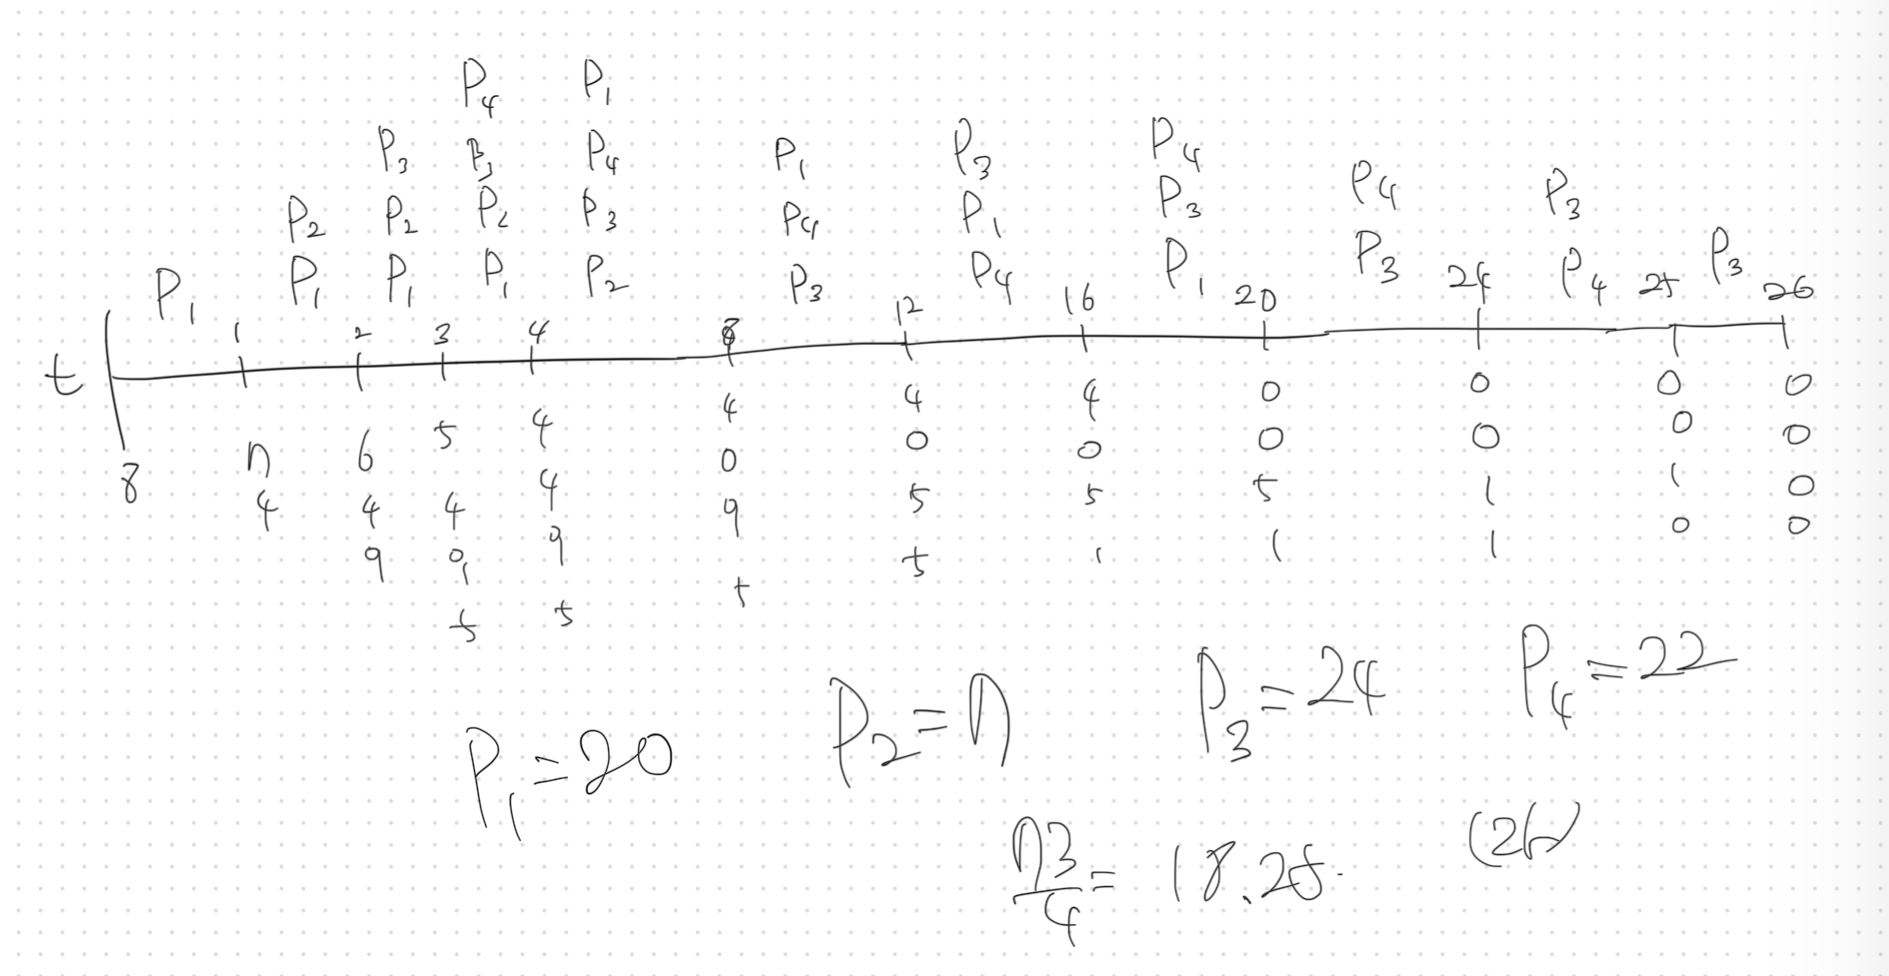 P4 P1
P3 P3 P4 P1 P3 P4
P2 P2 P2 P3 P4 P1 P3 P4 P3
P1 P1 P1 P1 P2 P3 P4 P1 P3 P4 P3
t 1 2 3 4 8 12 16 20 24 25 26
8 7 6 5 4 4 4 4 0 0 0 0
4 4 4 4 0 0 0 0 0 0 0
9 9 9 9 5 5 5 1 1 0
5 5 5 5 1 1 1 0 0
P1=20 P2=7 P3=24 P4=22
73/4=18.25.
(26)